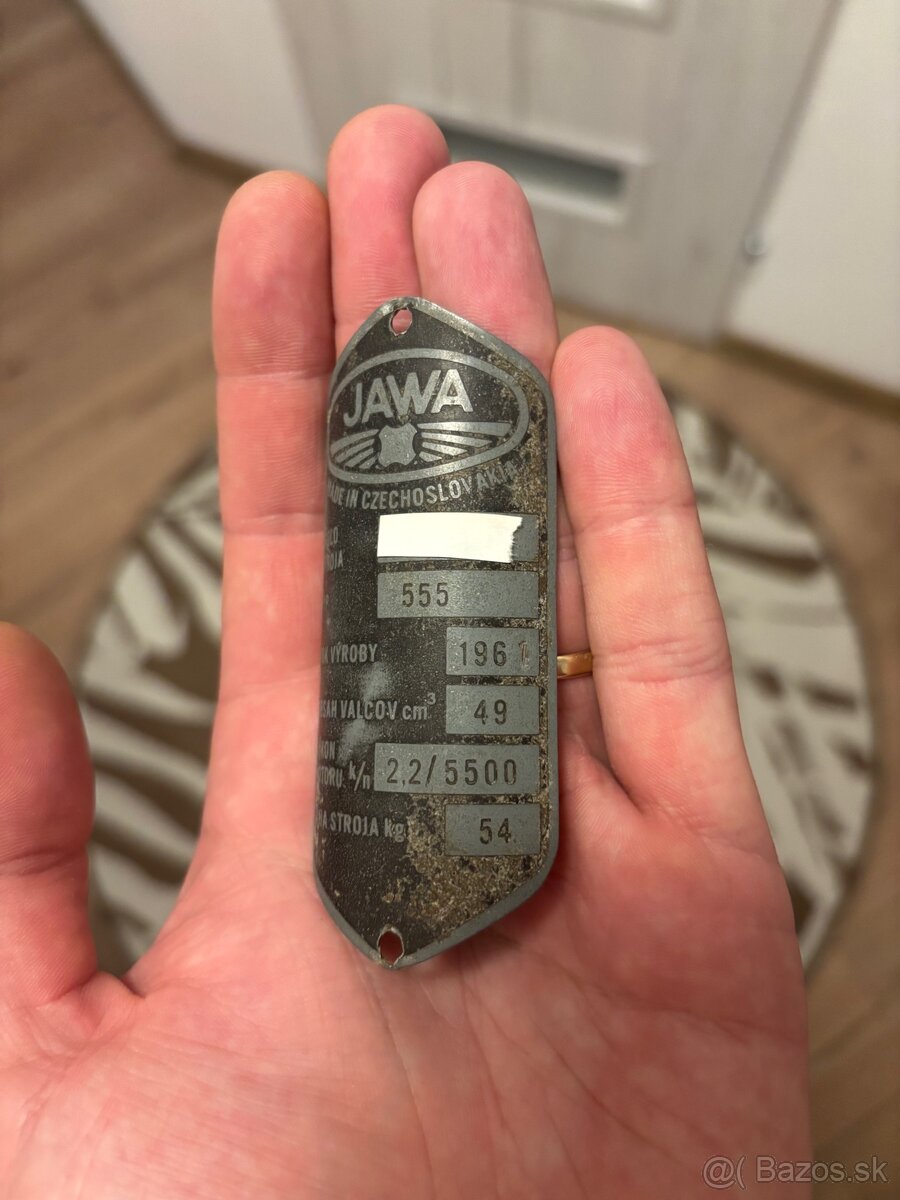 JAWA
MADE IN CZECHOSLOVAKIA
555
VÝROBY 1961
VALCOV cm³ 49
k/n 2,2/5500
STROJA kg 54
@( Bazos.sk